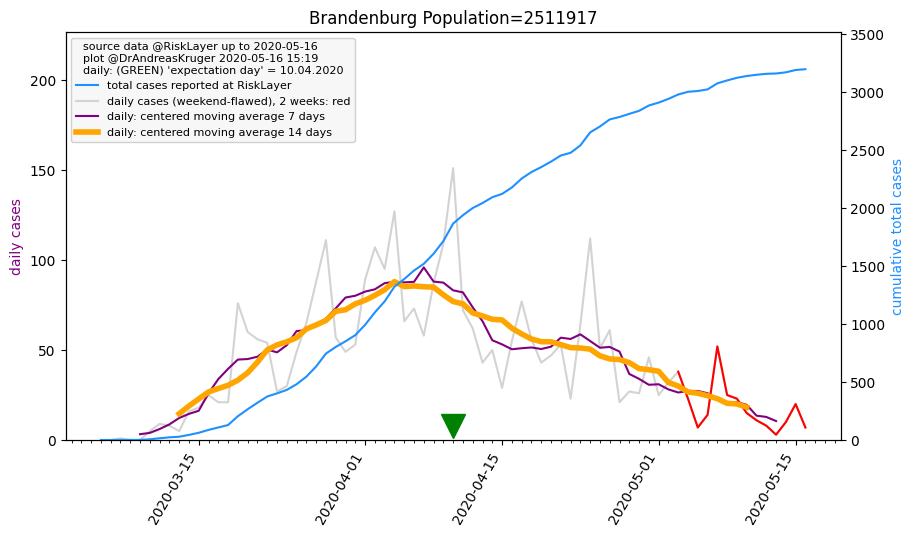 Brandenburg Population=2511917
source data @RiskLayer up to 2020-05-16
plot @DrAndreasKruger 2020-05-16 15:19
daily: (GREEN) 'expectation day' = 10.04.2020
total cases reported at RiskLayer
daily cases (weekend-flawed), 2 weeks: red
daily: centered moving average 7 days
daily: centered moving average 14 days
daily cases
200
150
100
50
0
cumulative total cases
3500
3000
2500
2000
1500
1000
500
0
2020-03-15
2020-04-01
2020-04-15
2020-05-01
2020-05-15